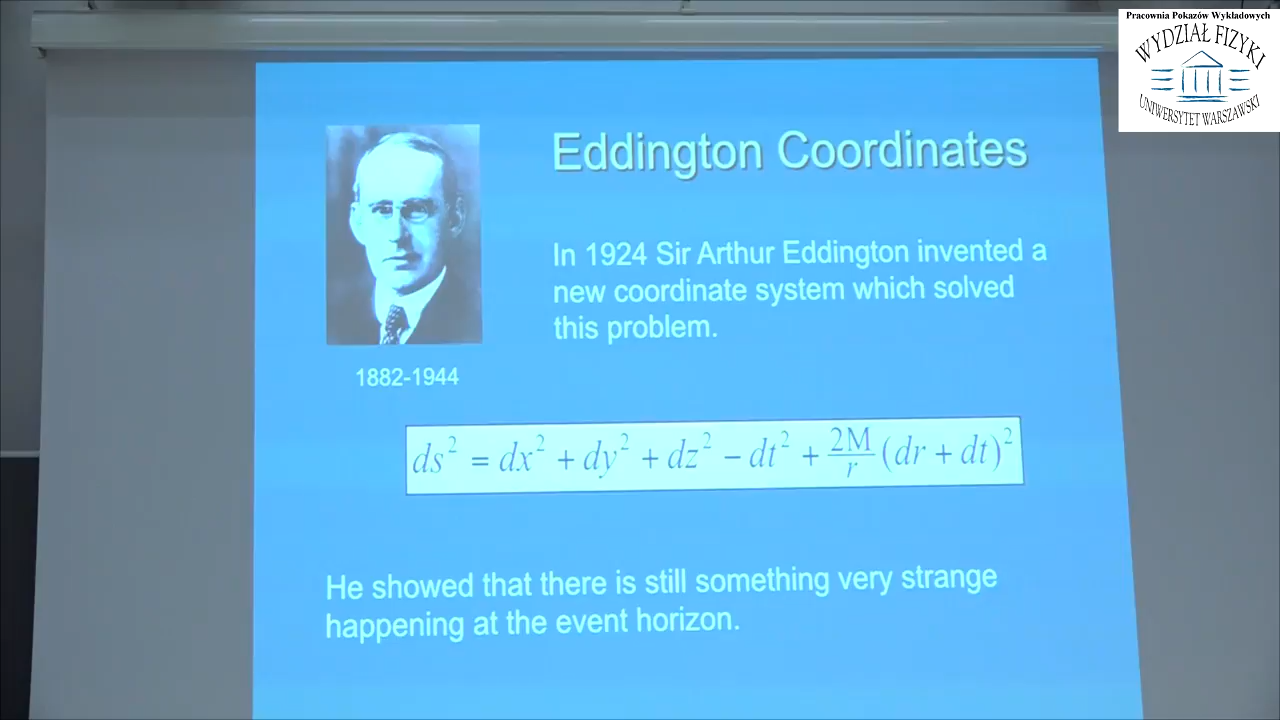 Pracownia Pokazów Wykładowych
WYDZIAŁ FIZYKI
UNIWERSYTET WARSZAWSKI
Eddington Coordinates
In 1924 Sir Arthur Eddington invented a
new coordinate system which solved
this problem.
1882-1944
ds² = dx² + dy² + dz² − dt² + 2M/r (dr + dt)²
He showed that there is still something very strange
happening at the event horizon.